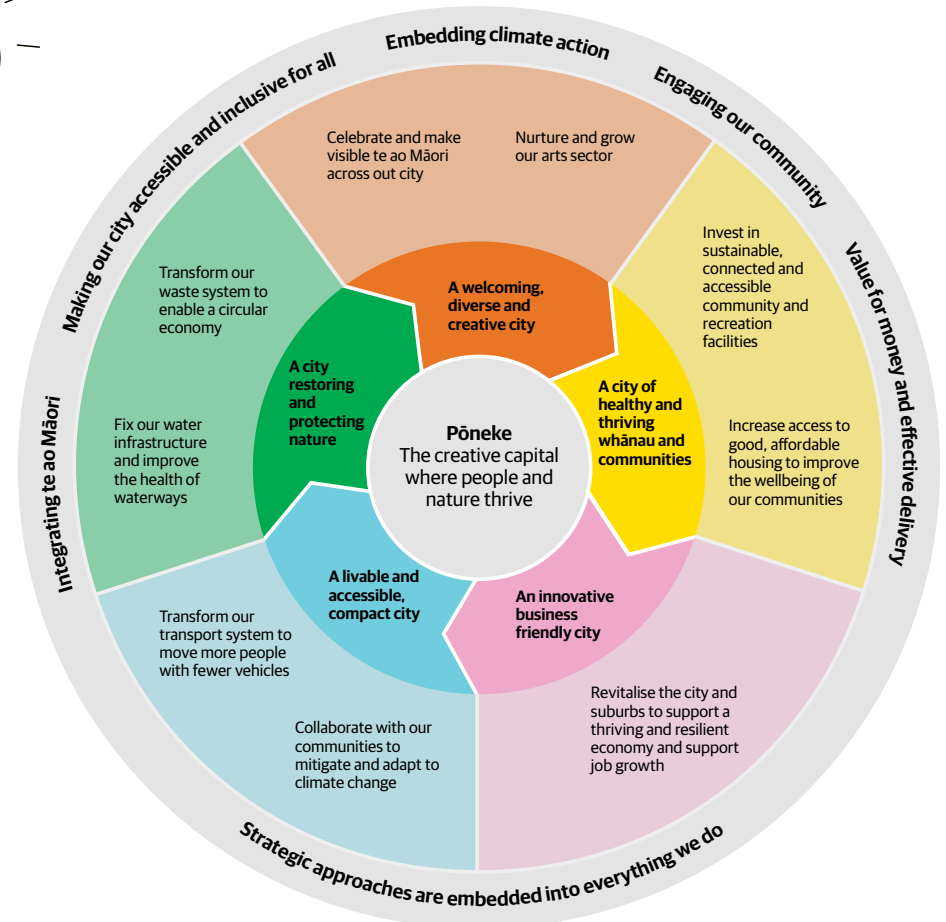 Integrating te ao Māori
Making our city accessible and inclusive for all
Embedding climate action
Engaging our community
Value for money and effective delivery
Celebrate and make
visible te ao Māori
across out city
Nurture and grow
our arts sector
Invest in
sustainable,
connected and
accessible
community and
recreation
facilities
Transform our
waste system to
enable a circular
economy
A welcoming,
diverse and
creative city
A city
restoring
and
protecting
nature
A city of
healthy and
thriving
whānau and
communities
Pōneke
The creative capital
where people and
nature thrive
Fix our water
infrastructure
and improve
the health of
waterways
Increase access to
good, affordable
housing to improve
the wellbeing of
our communities
A livable and
accessible,
compact city
An innovative
business
friendly city
Transform our
transport system to
move more people
with fewer vehicles
Collaborate with our
communities to
mitigate and adapt to
climate change
Revitalise the city and
suburbs to support a
thriving and resilient
economy and support
job growth
Strategic approaches are embedded into everything we do